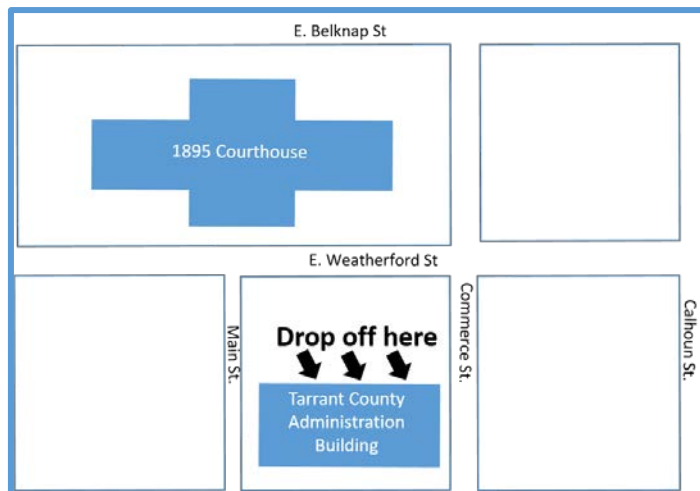 E. Belknap St
1895 Courthouse
E. Weatherford St
Main St.
Commerce St.
Calhoun St.
Drop off here
Tarrant County
Administration
Building